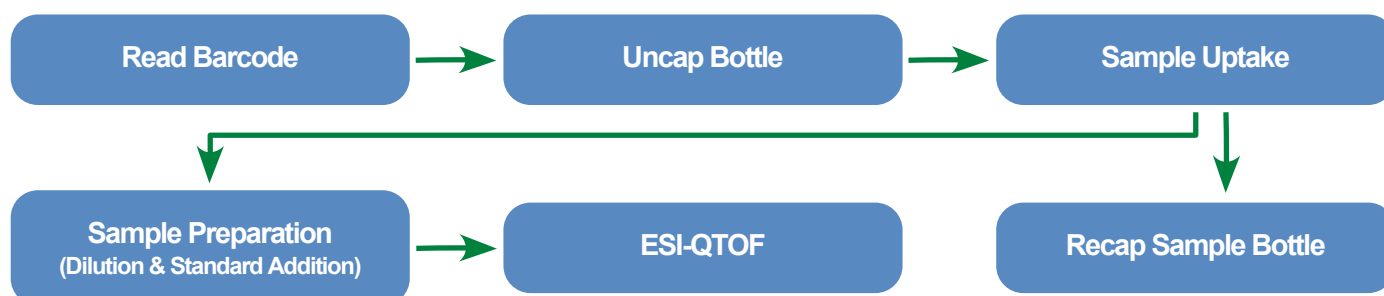 Read Barcode
Uncap Bottle
Sample Uptake
Sample Preparation
(Dilution & Standard Addition)
ESI-QTOF
Recap Sample Bottle